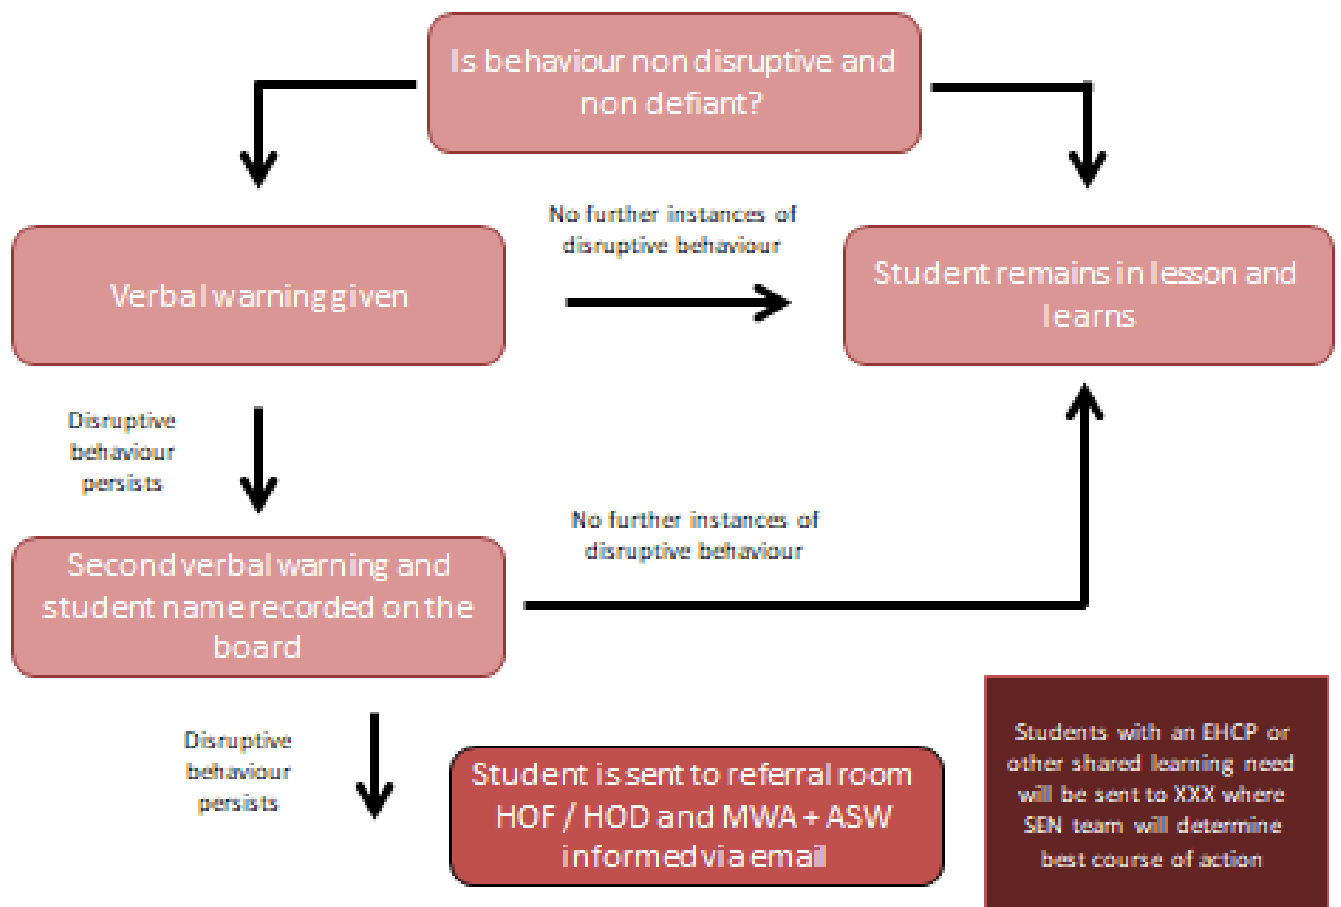 Is behaviour non disruptive and
non defiant?
No further instances of
disruptive behaviour
Verbal warning given
Student remains in lesson and
learns
Disruptive
behaviour
persists
No further instances of
disruptive behaviour
Second verbal warning and
student name recorded on the
board
Disruptive
behaviour
persists
Student is sent to referral room
HOF / HOD and MWA + ASW
informed via email
Students with an EHCP or
other shared learning need
will be sent to XXX where
SEN team will determine
best course of action